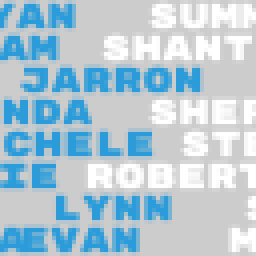 YAN SUMM
AM SHANT
JARRON
NDA SHER
CHELE STE
IE ROBERT
LYNN S
AEVAN M